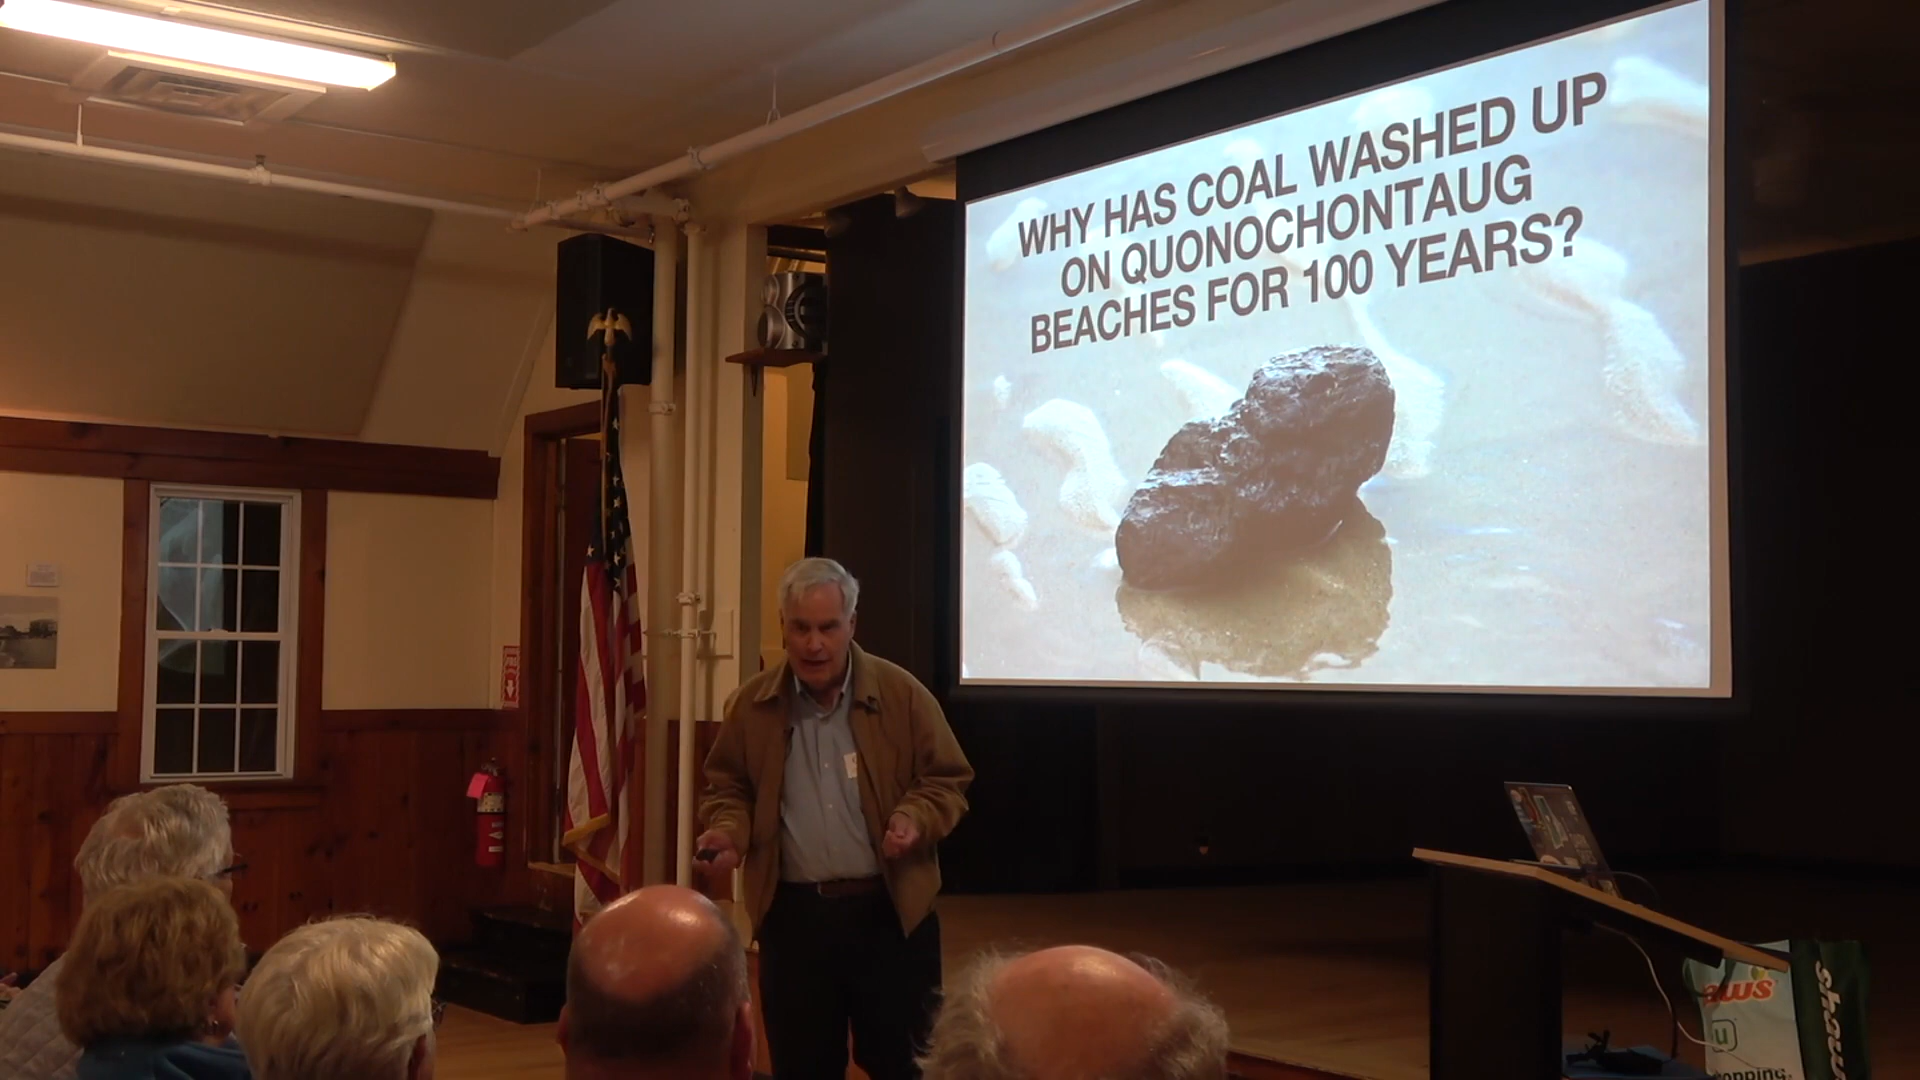 WHY HAS COAL WASHED UP
ON QUONOCHONTAUG
BEACHES FOR 100 YEARS?